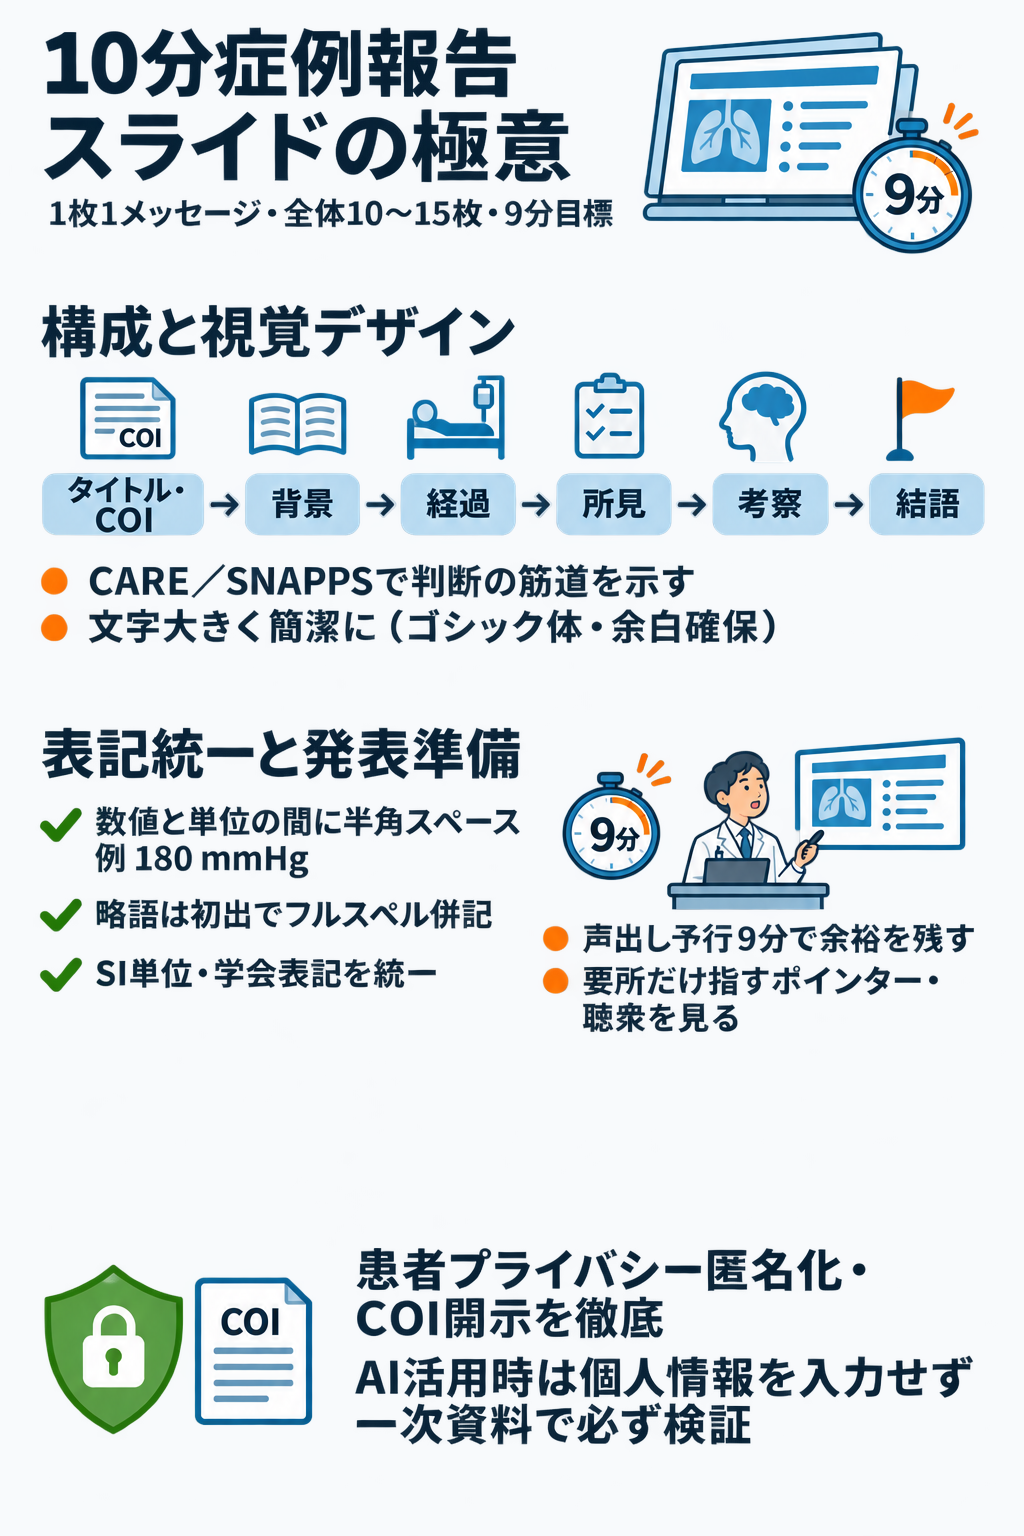 10分症例報告
スライドの極意
1枚1メッセージ・全体10〜15枚・9分目標
9分
構成と視覚デザイン
COI
タイトル・
COI
→ 背景 → 経過 → 所見 → 考察 → 結語
CARE／SNAPPSで判断の筋道を示す
文字大きく簡潔に（ゴシック体・余白確保）
表記統一と発表準備
数値と単位の間に半角スペース
例 180 mmHg
略語は初出でフルスペル併記
SI単位・学会表記を統一
9分
声出し予行9分で余裕を残す
要所だけ指すポインター・
聴衆を見る
COI
患者プライバシー匿名化・
COI開示を徹底
AI活用時は個人情報を入力せず
一次資料で必ず検証